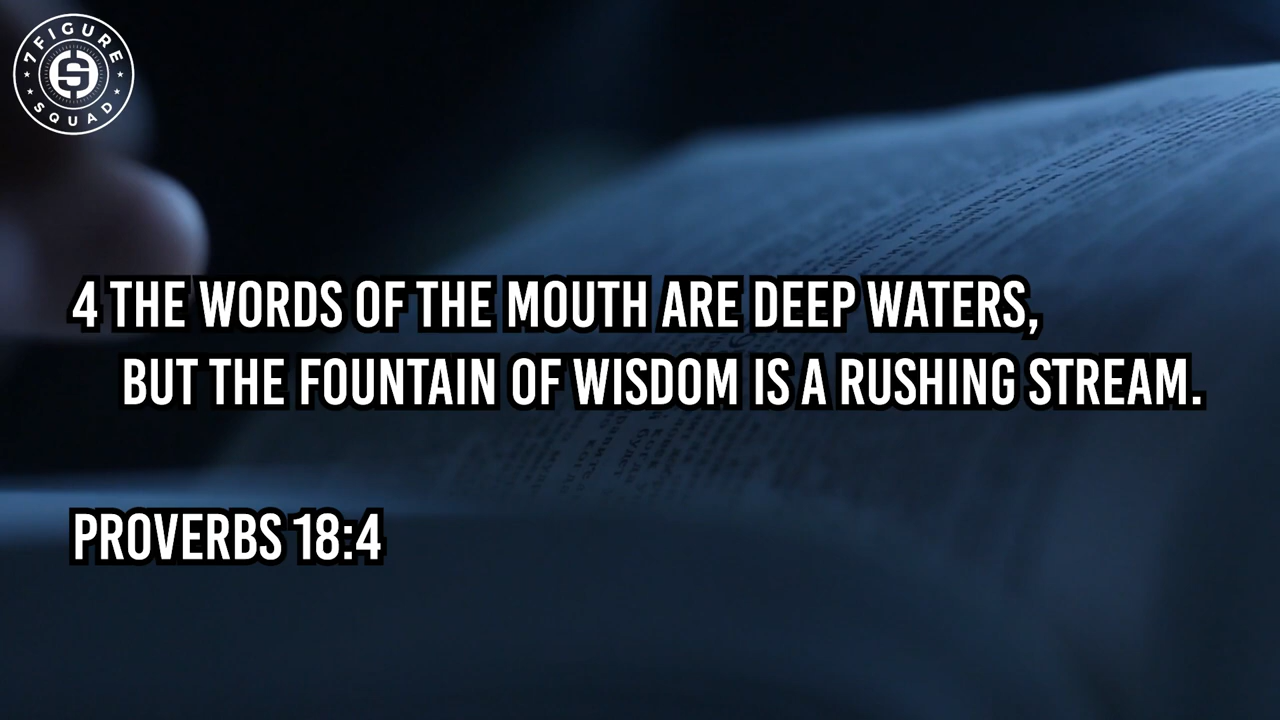 7FIGURE
SQUAD
4 THE WORDS OF THE MOUTH ARE DEEP WATERS,
BUT THE FOUNTAIN OF WISDOM IS A RUSHING STREAM.
PROVERBS 18:4